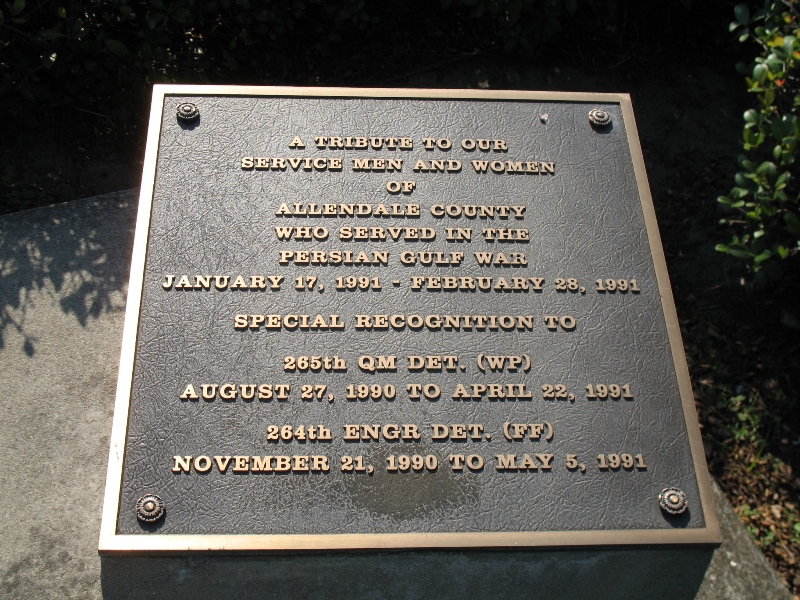 A TRIBUTE TO OUR
SERVICE MEN AND WOMEN
OF
ALLENDALE COUNTY
WHO SERVED IN THE
PERSIAN GULF WAR
JANUARY 17, 1991 - FEBRUARY 28, 1991
SPECIAL RECOGNITION TO
265th QM DET. (WP)
AUGUST 27, 1990 TO APRIL 22, 1991
264th ENGR DET. (FF)
NOVEMBER 21, 1990 TO MAY 5, 1991